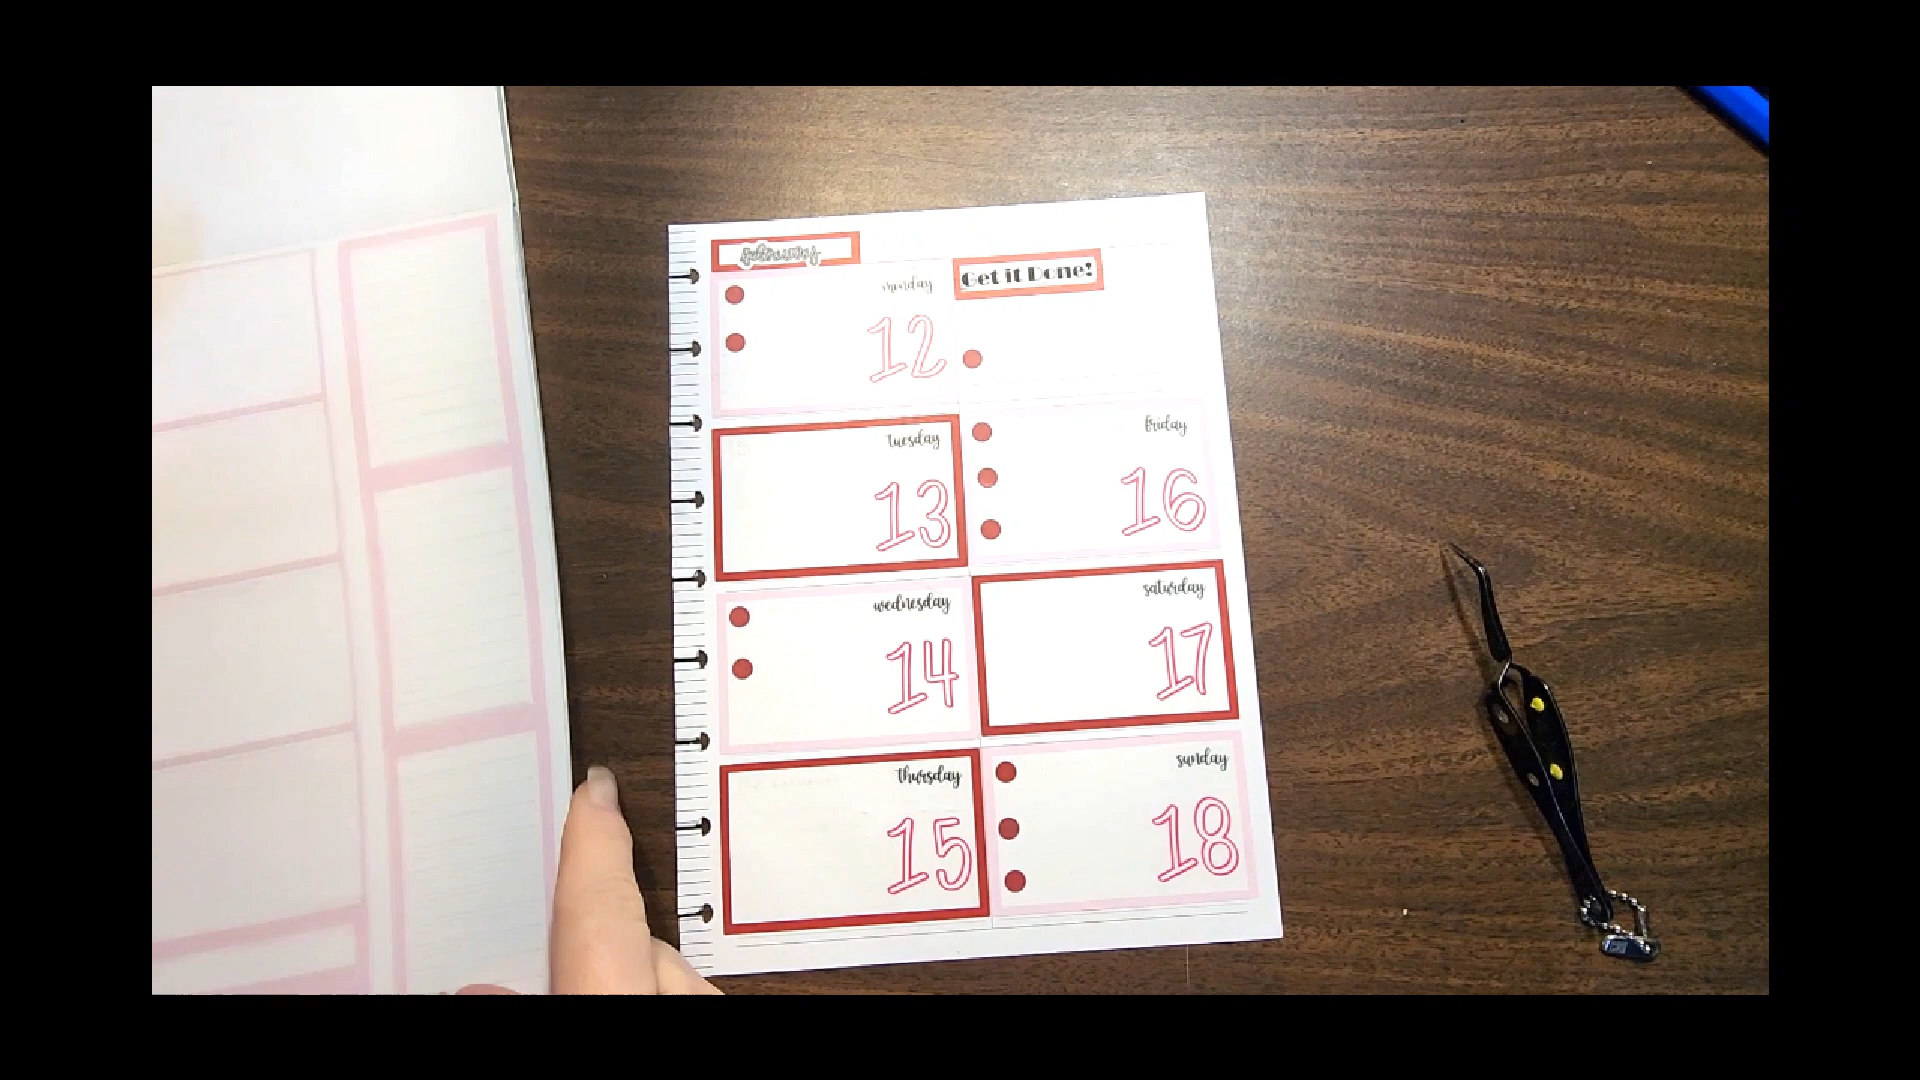 february
monday
12
tuesday
13
wednesday
14
thursday
15
Get it Done!
friday
16
saturday
17
sunday
18